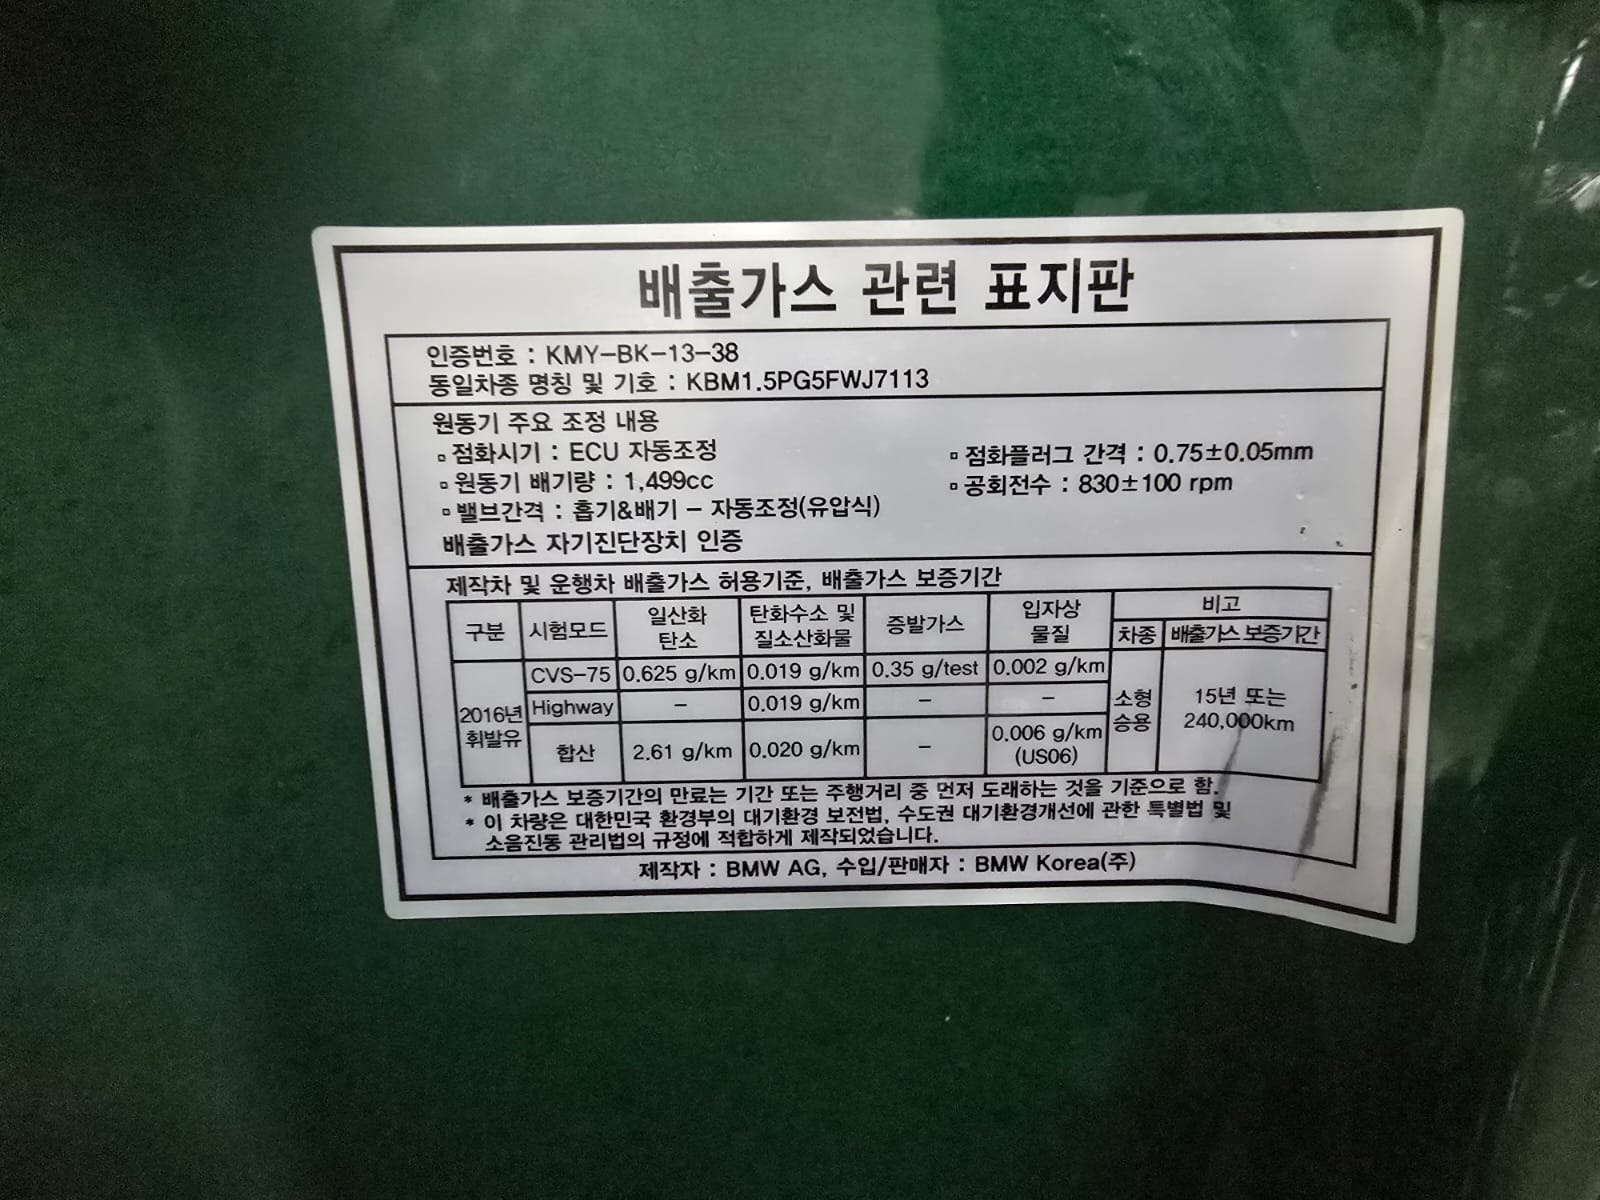 배출가스 관련 표지판
인증번호 : KMY-BK-13-38
동일차종 명칭 및 기호 : KBM1.5PG5FWJ7113
원동기 주요 조정 내용
▫ 점화시기 : ECU 자동조정
▫ 점화플러그 간격 : 0.75±0.05mm
▫ 원동기 배기량 : 1,499cc
▫ 공회전수 : 830±100 rpm
▫ 밸브간격 : 흡기&배기 - 자동조정(유압식)
배출가스 자기진단장치 인증
제작차 및 운행차 배출가스 허용기준, 배출가스 보증기간
구분 시험모드 일산화 탄소 탄화수소 및 질소산화물 증발가스 입자상 물질 비고
차종 배출가스 보증기간
2016년 휘발유
CVS-75 0.625 g/km 0.019 g/km 0.35 g/test 0.002 g/km
Highway - 0.019 g/km - -
합산 2.61 g/km 0.020 g/km - 0.006 g/km (US06)
소형 승용
15년 또는
240,000km
* 배출가스 보증기간의 만료는 기간 또는 주행거리 중 먼저 도래하는 것을 기준으로 함.
* 이 차량은 대한민국 환경부의 대기환경 보전법, 수도권 대기환경개선에 관한 특별법 및
소음진동 관리법의 규정에 적합하게 제작되었습니다.
제작자 : BMW AG, 수입/판매자 : BMW Korea(주)